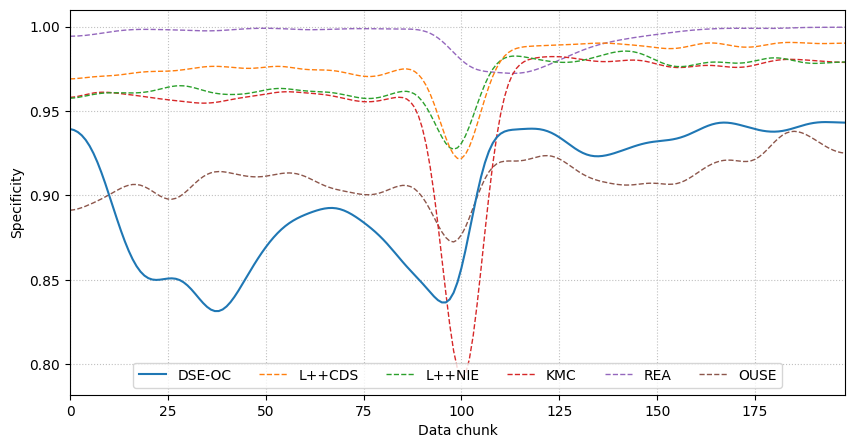 1.00
0.95
0.90
0.85
0.80
Specificity
DSE-OC L++CDS L++NIE KMC REA OUSE
0 25 50 75 100 125 150 175
Data chunk